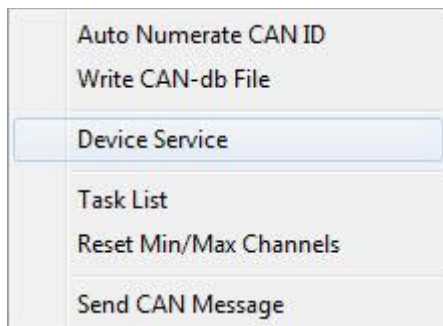 Auto Numerate CAN ID
Write CAN-db File
Device Service
Task List
Reset Min/Max Channels
Send CAN Message